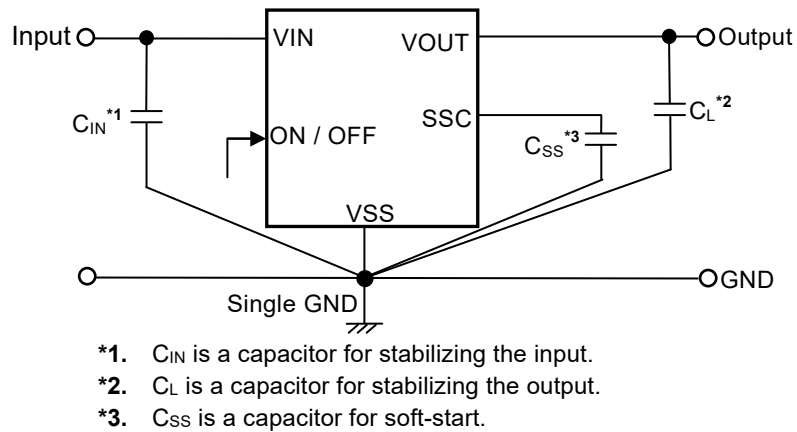 Input
VIN
VOUT
Output
CIN*1
SSC
CL*2
ON / OFF
CSS*3
VSS
GND
Single GND
*1. CIN is a capacitor for stabilizing the input.
*2. CL is a capacitor for stabilizing the output.
*3. CSS is a capacitor for soft-start.